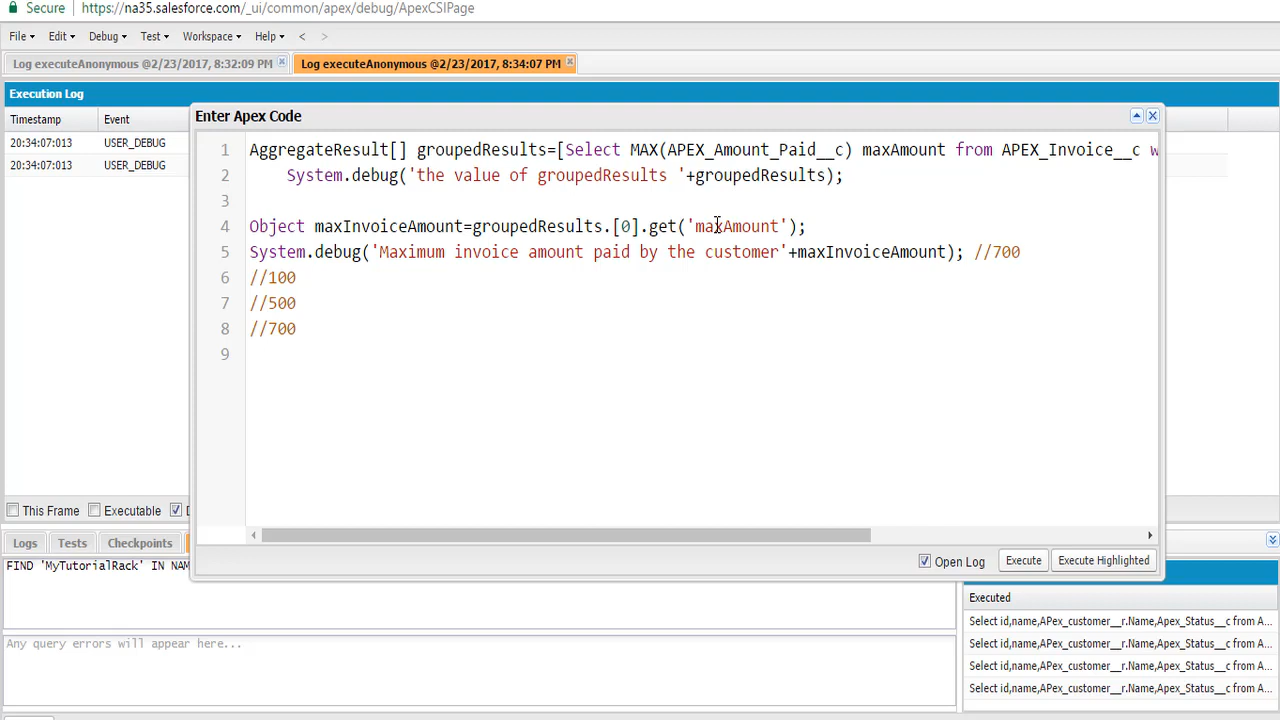 Secure https://na35.salesforce.com/_ui/common/apex/debug/ApexCSIPage
File Edit Debug Test Workspace Help < >
Log executeAnonymous @2/23/2017, 8:32:09 PM Log executeAnonymous @2/23/2017, 8:34:07 PM
Execution Log
Timestamp Event
20:34:07:013 USER_DEBUG
20:34:07:013 USER_DEBUG
Enter Apex Code
1 AggregateResult[] groupedResults=[Select MAX(APEX_Amount_Paid__c) maxAmount from APEX_Invoice__c w
2 System.debug('the value of groupedResults '+groupedResults);
3
4 Object maxInvoiceAmount=groupedResults.[0].get('maxAmount');
5 System.debug('Maximum invoice amount paid by the customer'+maxInvoiceAmount); //700
6 //100
7 //500
8 //700
9
This Frame Executable
Open Log Execute Execute Highlighted
Logs Tests Checkpoints
FIND 'MyTutorialRack' IN NAM
Any query errors will appear here...
Executed
Select id,name,APex_customer__r.Name,Apex_Status__c from A...
Select id,name,APex_customer__r.Name,Apex_Status__c from A...
Select id,name,APex_customer__r.Name,Apex_Status__c from A...
Select id,name,APex_customer__r.Name,Apex_Status__c from A...